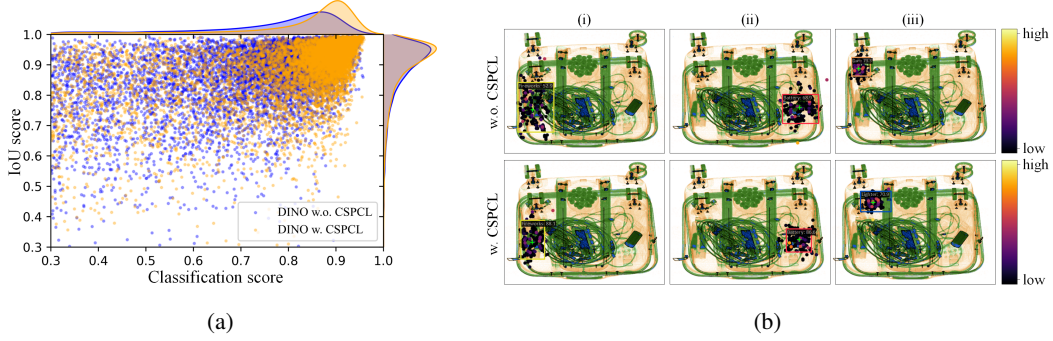 (i) (ii) (iii)
1.0
0.9
0.8
0.7
0.6
0.5
0.4
0.3
IoU score
DINO w.o. CSPCL
DINO w. CSPCL
0.3 0.4 0.5 0.6 0.7 0.8 0.9 1.0
Classification score
(a)
w.o. CSPCL
high
low
w. CSPCL
high
low
(b)